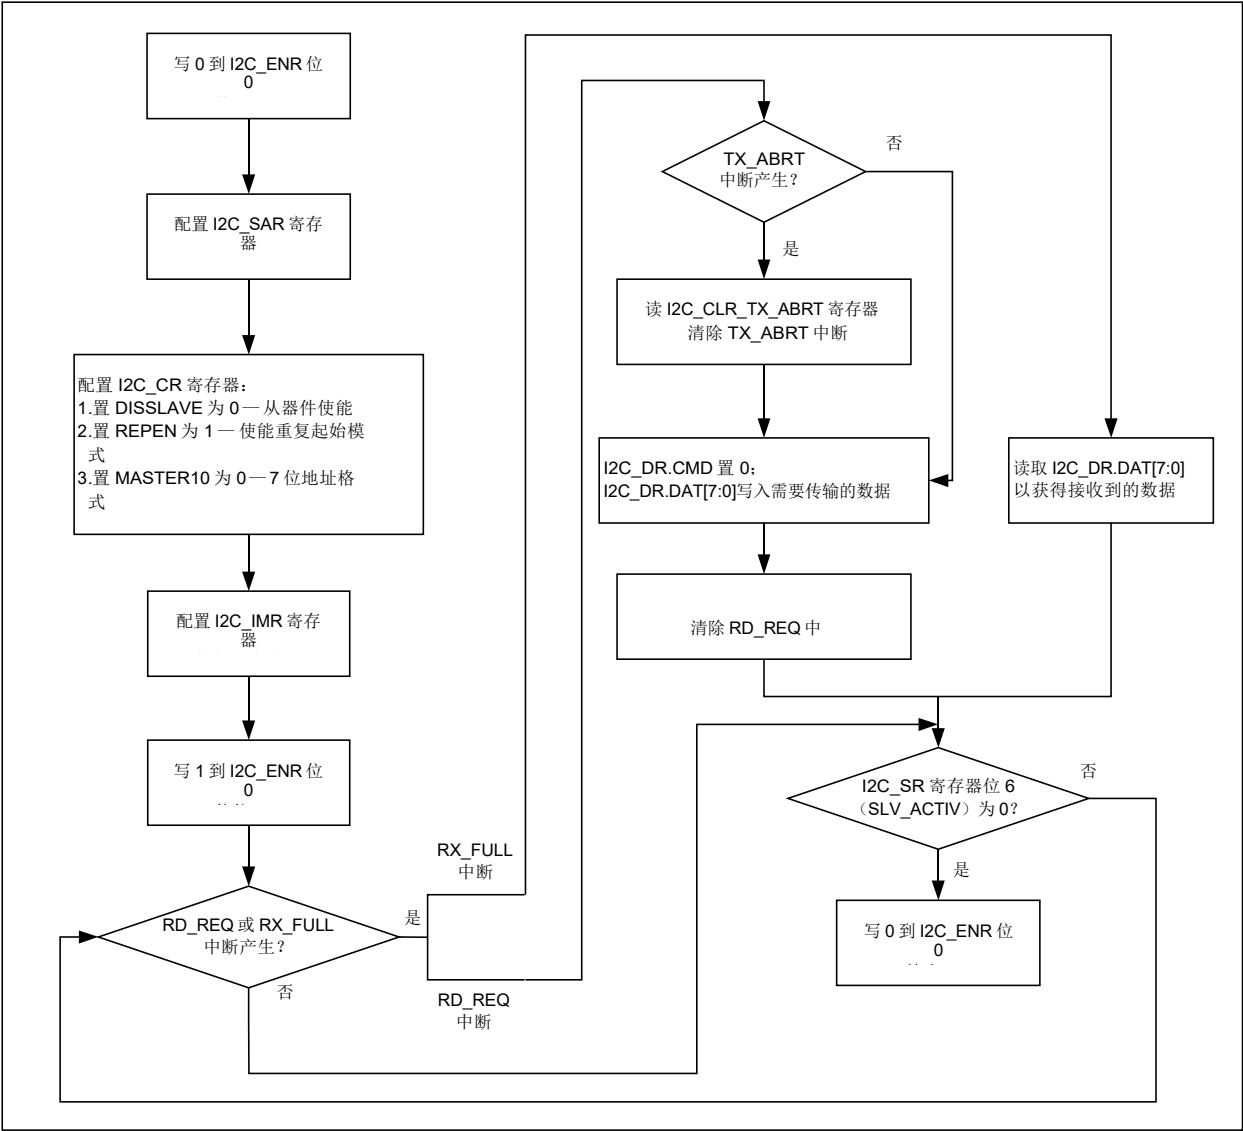 写 0 到 I2C_ENR 位
0
配置 I2C_SAR 寄存
器
配置 I2C_CR 寄存器：
1.置 DISSLAVE 为 0 — 从器件使能
2.置 REPEN 为 1 — 使能重复起始模
式
3.置 MASTER10 为 0 — 7 位地址格
式
配置 I2C_IMR 寄存
器
写 1 到 I2C_ENR 位
0
RD_REQ 或 RX_FULL
中断产生？
是
否
RX_FULL
中断
RD_REQ
中断
TX_ABRT
中断产生？
否
是
读 I2C_CLR_TX_ABRT 寄存器
清除 TX_ABRT 中断
I2C_DR.CMD 置 0;
I2C_DR.DAT[7:0]写入需要传输的数据
清除 RD_REQ 中
读取 I2C_DR.DAT[7:0]
以获得接收到的数据
I2C_SR 寄存器位 6
（SLV_ACTIV）为 0?
否
是
写 0 到 I2C_ENR 位
0